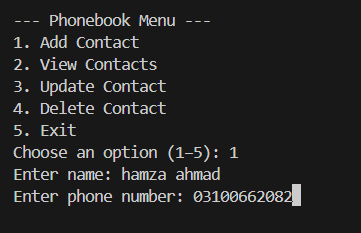 --- Phonebook Menu ---
1. Add Contact
2. View Contacts
3. Update Contact
4. Delete Contact
5. Exit
Choose an option (1–5): 1
Enter name: hamza ahmad
Enter phone number: 03100662082